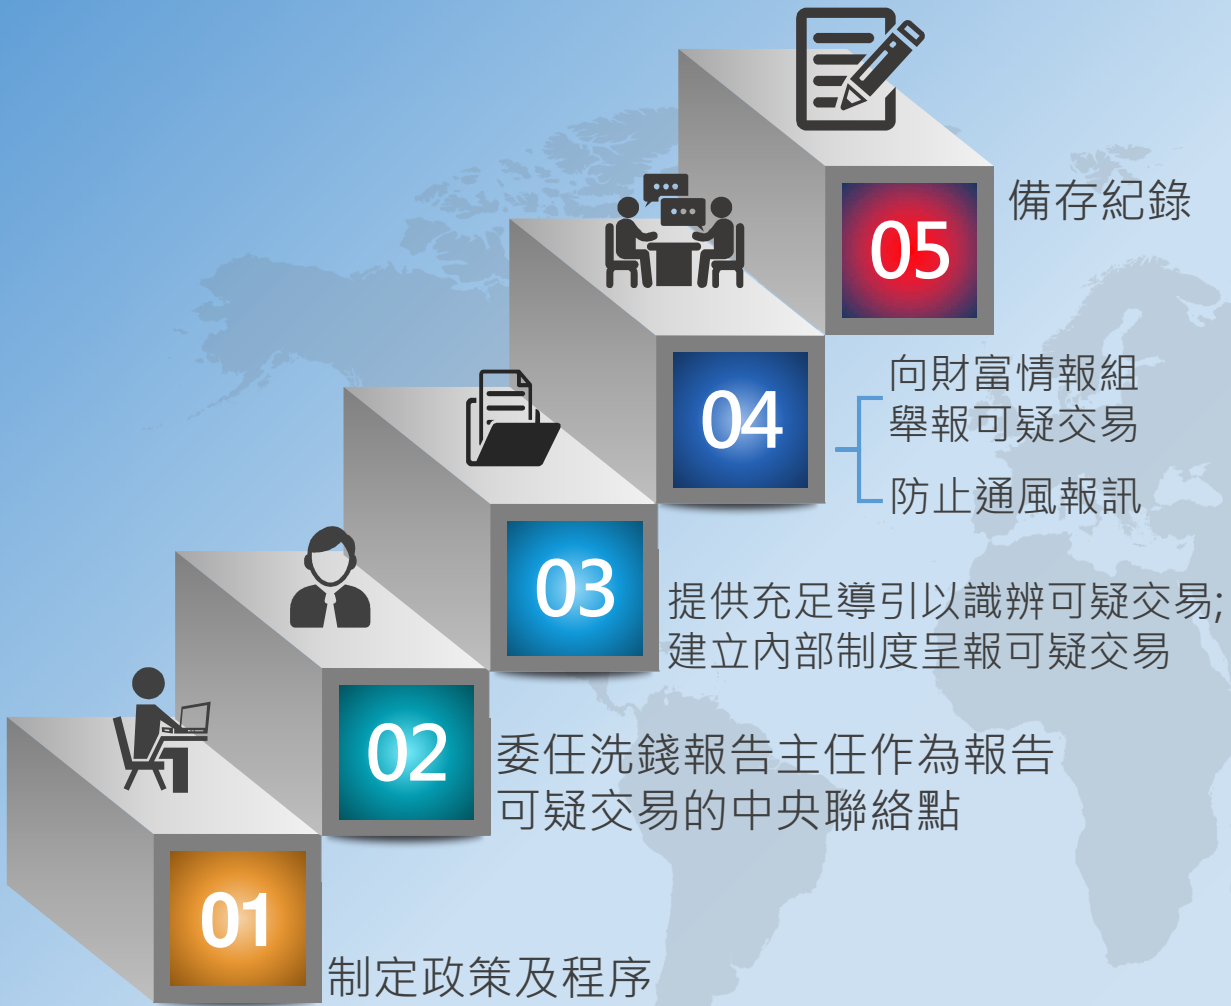 05
備存紀錄
04
向財富情報組
舉報可疑交易
防止通風報訊
03
提供充足導引以識辨可疑交易;
建立內部制度呈報可疑交易
02
委任洗錢報告主任作為報告
可疑交易的中央聯絡點
01
制定政策及程序